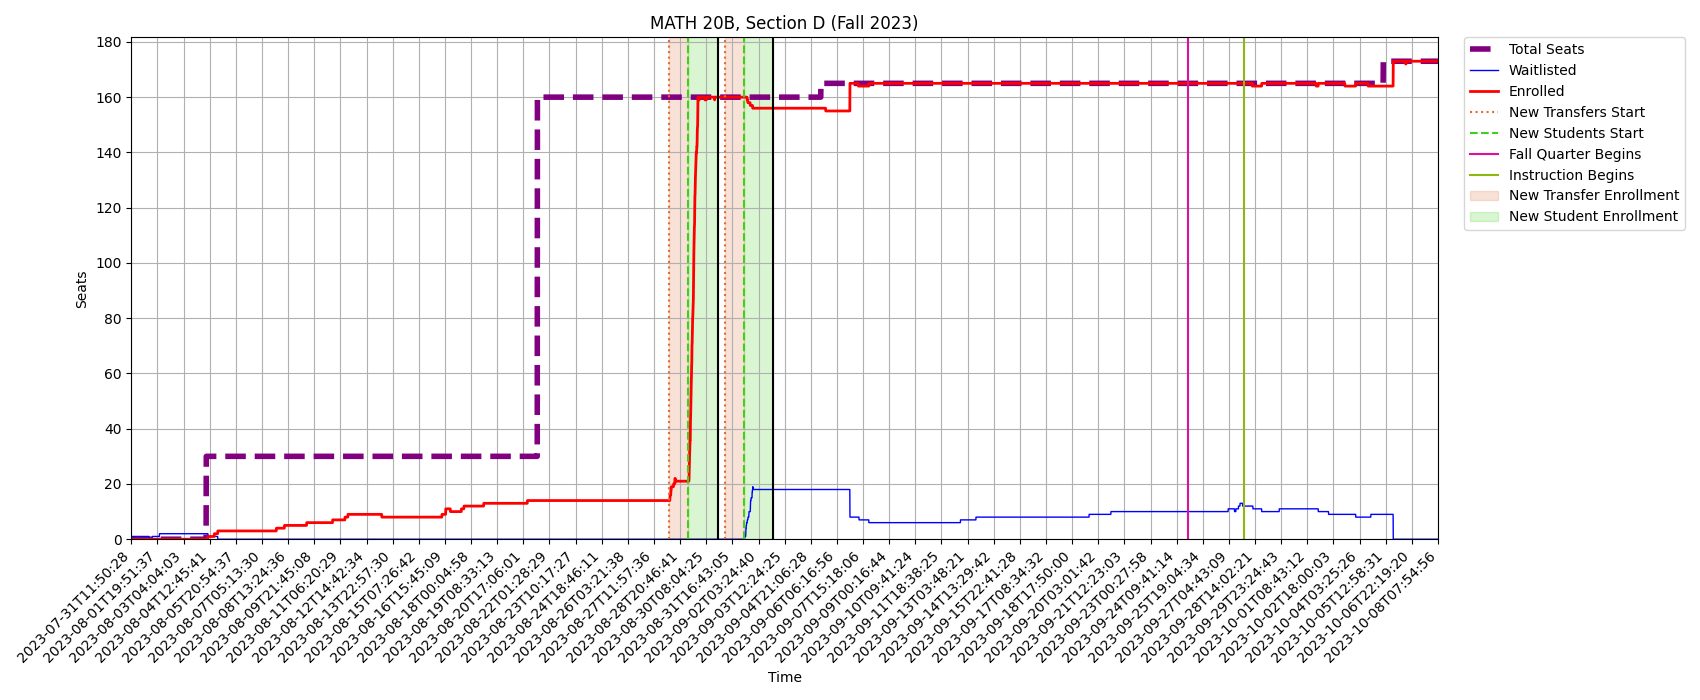 MATH 20B, Section D (Fall 2023)
180
160
140
120
100
80
60
40
20
0
Seats
Total Seats
Waitlisted
Enrolled
New Transfers Start
New Students Start
Fall Quarter Begins
Instruction Begins
New Transfer Enrollment
New Student Enrollment
2023-07-31T11:50:28
2023-08-01T19:51:37
2023-08-03T04:04:03
2023-08-04T12:45:41
2023-08-05T20:54:37
2023-08-07T05:13:30
2023-08-08T13:24:36
2023-08-09T21:45:08
2023-08-11T06:20:29
2023-08-12T14:42:34
2023-08-13T22:57:30
2023-08-15T07:26:42
2023-08-16T15:45:09
2023-08-18T00:04:58
2023-08-19T08:33:13
2023-08-20T17:06:01
2023-08-22T01:28:29
2023-08-23T10:17:27
2023-08-24T18:46:11
2023-08-26T03:21:38
2023-08-27T11:57:36
2023-08-28T20:46:41
2023-08-30T08:04:25
2023-08-31T16:43:05
2023-09-02T03:24:40
2023-09-03T12:24:25
2023-09-04T21:06:28
2023-09-06T06:16:56
2023-09-07T15:18:06
2023-09-09T00:16:44
2023-09-10T09:41:24
2023-09-11T18:38:25
2023-09-13T03:48:21
2023-09-14T13:29:42
2023-09-15T22:41:28
2023-09-17T08:34:32
2023-09-18T17:50:00
2023-09-20T03:01:42
2023-09-21T12:23:03
2023-09-23T00:27:58
2023-09-24T09:41:14
2023-09-25T19:04:34
2023-09-27T04:43:09
2023-09-28T14:02:21
2023-09-29T23:24:43
2023-10-01T08:43:12
2023-10-02T18:00:03
2023-10-04T03:25:26
2023-10-05T12:58:31
2023-10-06T22:19:20
2023-10-08T07:54:56
Time